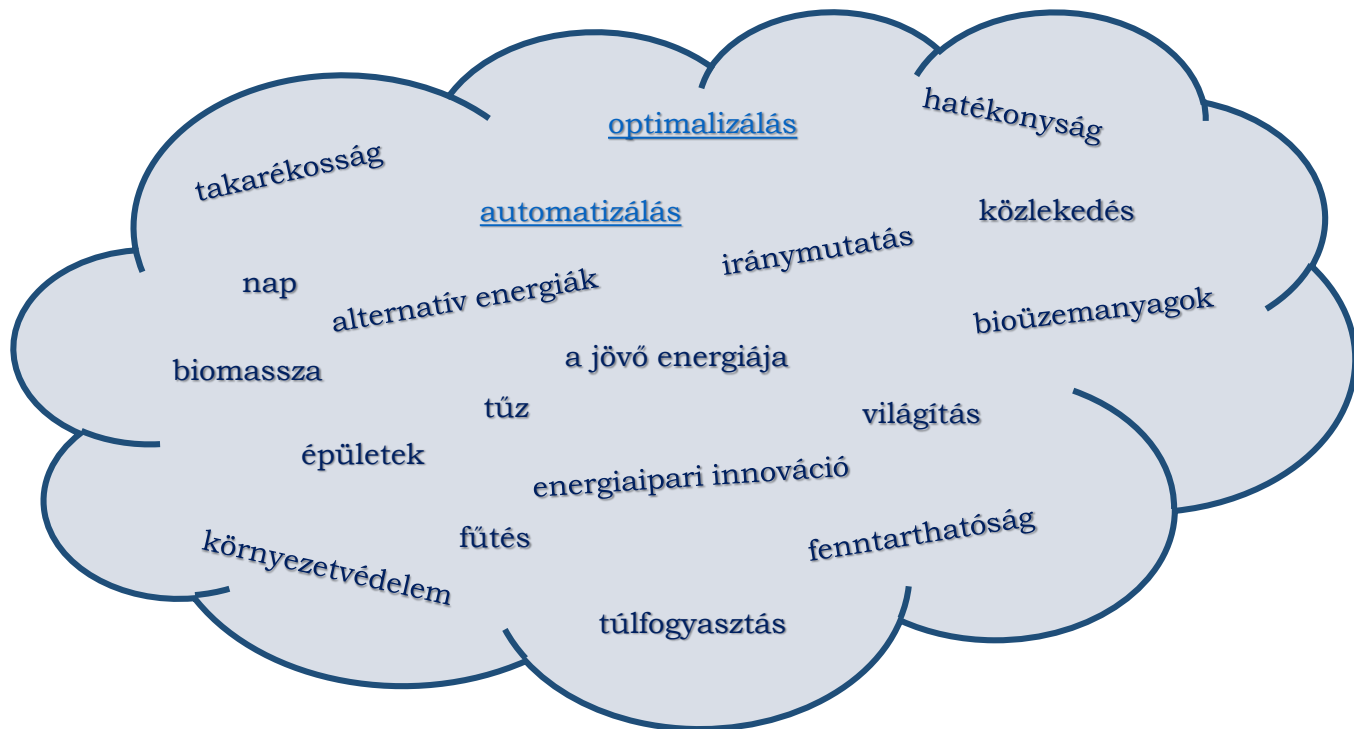 optimalizálás
hatékonyság
takarékosság
automatizálás
közlekedés
iránymutatás
nap
alternatív energiák
bioüzemanyagok
a jövő energiája
biomassza
tűz
világítás
épületek
energiaipari innováció
fűtés
fenntarthatóság
környezetvédelem
túlfogyasztás